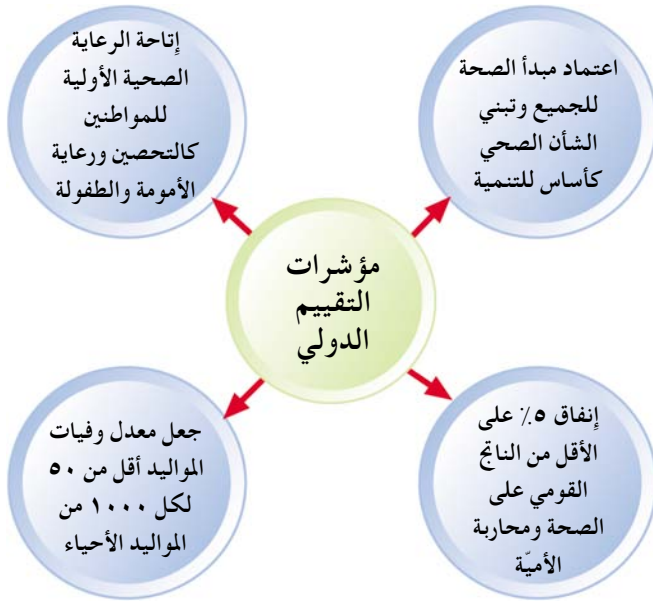 اعتماد مبدأ الصحة
للجميع وتبني
الشأن الصحي
كأساس للتنمية
إِتاحة الرعاية
الصحية الأولية
للمواطنين
كالتحصين ورعاية
الأمومة والطفولة
مؤشرات
التقييم
الدولي
إِنفاق ٥٪ على
الأقل من الناتج
القومي على
الصحة ومحاربة
الأميّة
جعل معدل وفيات
المواليد أقل من ٥٠
لكل ١٠٠٠ من
المواليد الأحياء